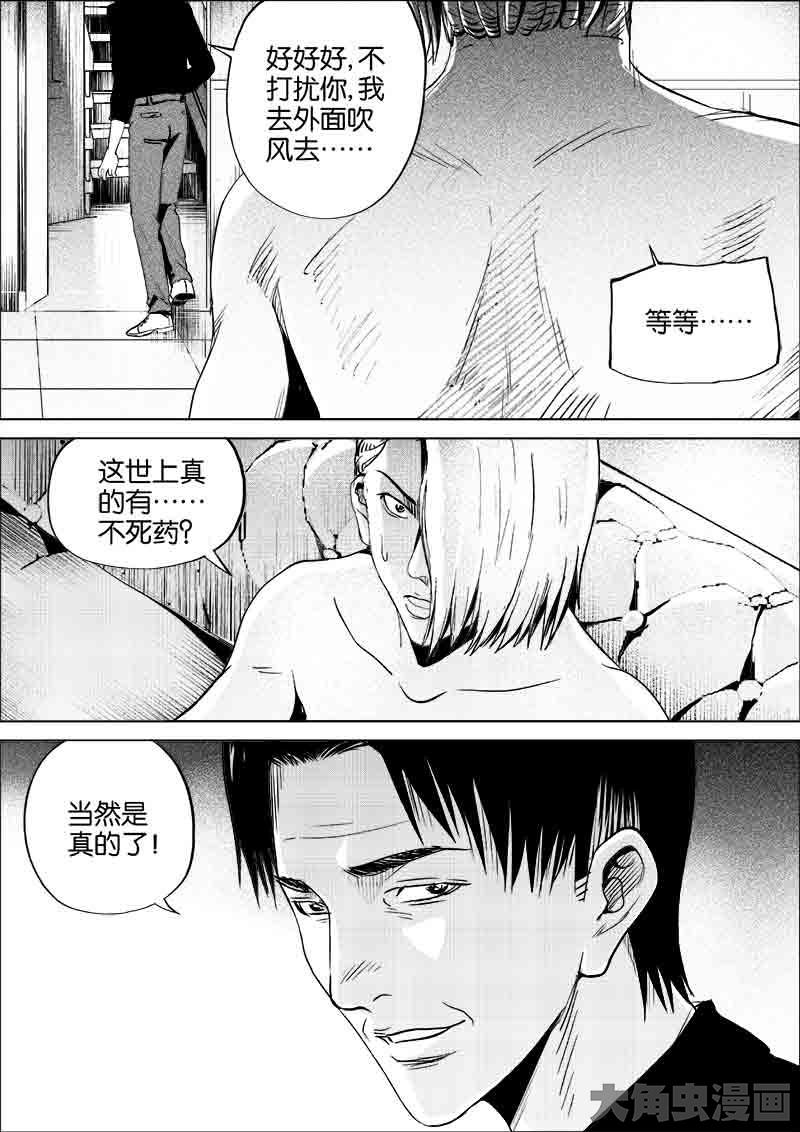 好好好，不
打扰你，我
去外面吹
风去……
等等……
这世上真
的有……
不死药?
当然是
真的了!
大角虫漫画